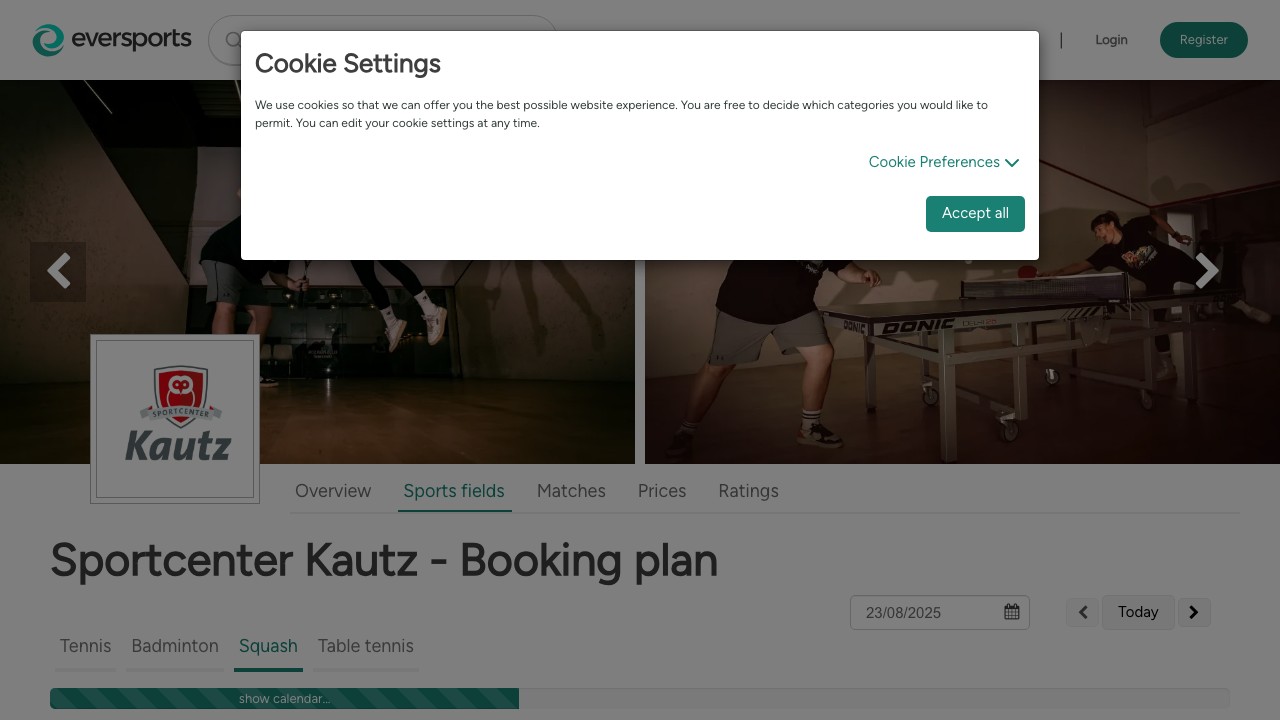 eversports
|
Login
Register
Cookie Settings
We use cookies so that we can offer you the best possible website experience. You are free to decide which categories you would like to
permit. You can edit your cookie settings at any time.
Cookie Preferences
Accept all
DONIC
DONIC
SPORTCENTER
Kautz
Overview
Sports fields
Matches
Prices
Ratings
Sportcenter Kautz - Booking plan
23/08/2025
Today
Tennis
Badminton
Squash
Table tennis
show calendar...